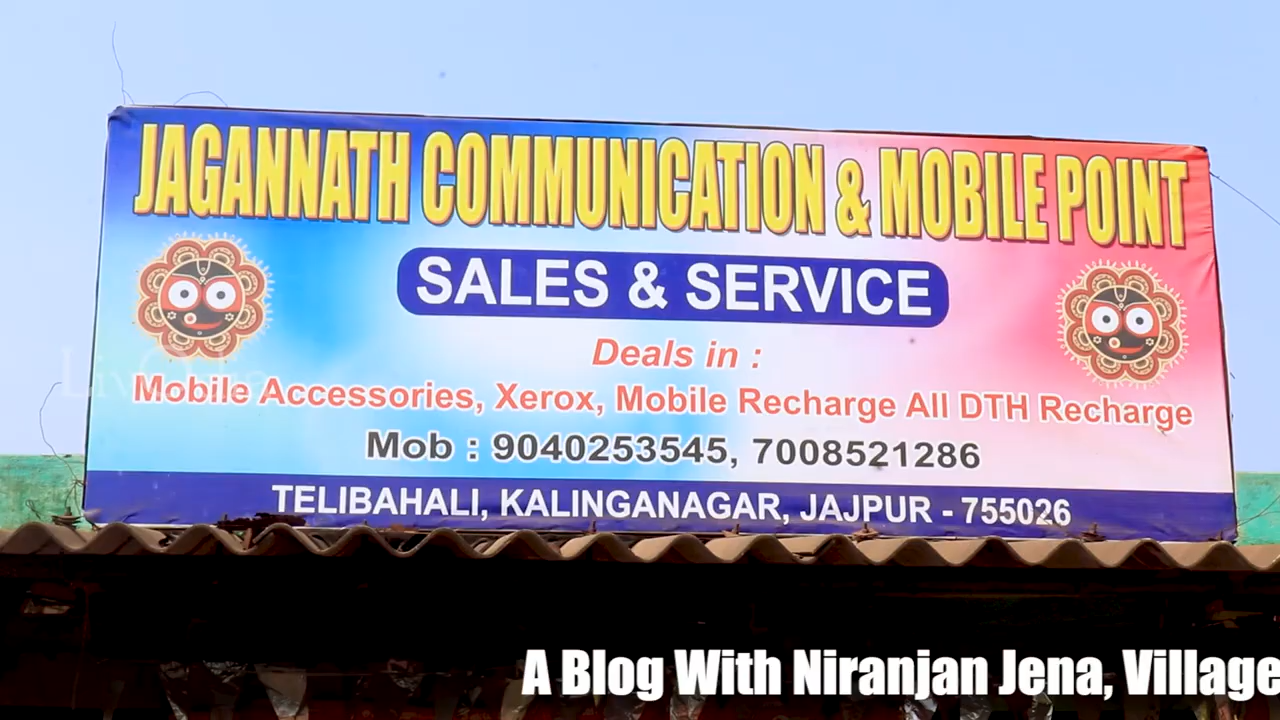 JAGANNATH COMMUNICATION & MOBILE POINT
SALES & SERVICE
Deals in :
Mobile Accessories, Xerox, Mobile Recharge All DTH Recharge
Mob : 9040253545, 7008521286
TELIBAHALI, KALINGANAGAR, JAJPUR - 755026
A Blog With Niranjan Jena, Village